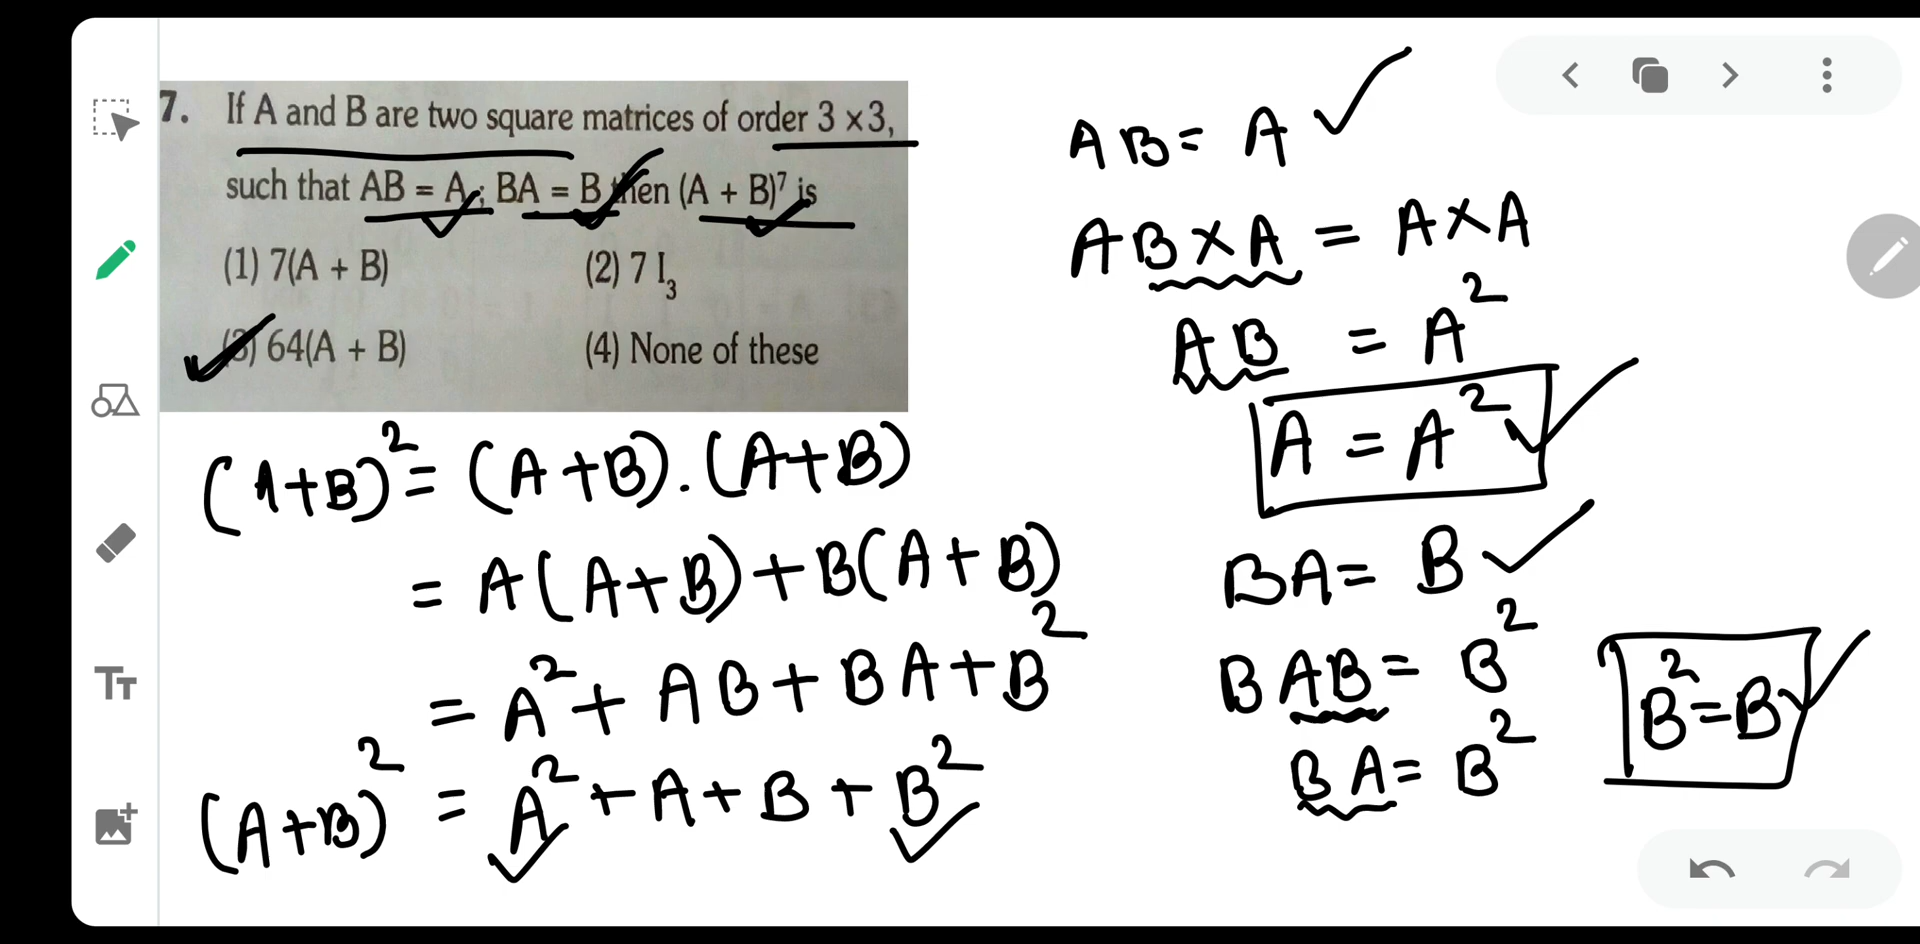 7. If A and B are two square matrices of order 3 ×3,
such that AB = A ; BA = B then (A + B)⁷ is
(1) 7(A + B) (2) 7 I₃
(3) 64(A + B) (4) None of these
(A+B)² = (A+B).(A+B)
= A(A+B)+B(A+B)
= A²+ AB+BA+B²
(A+B)² = A²+A+B+B²
AB= A
AB×A = A×A
AB = A²
A = A²
BA= B
BAB= B²
BA= B²
B²=B
TT